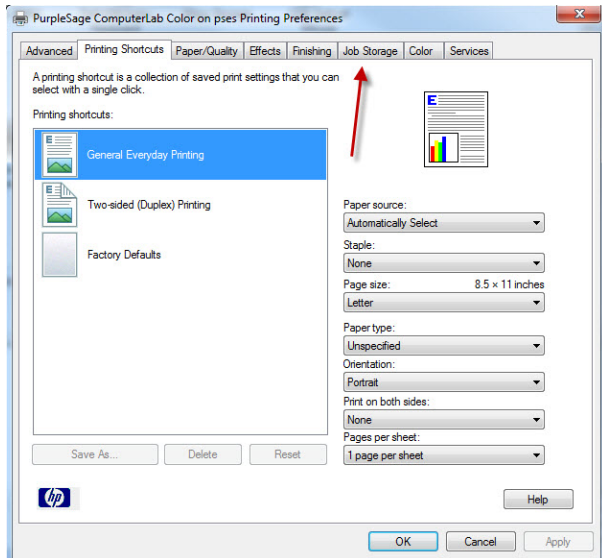 PurpleSage ComputerLab Color on pses Printing Preferences
Advanced Printing Shortcuts Paper/Quality Effects Finishing Job Storage Color Services
A printing shortcut is a collection of saved print settings that you can
select with a single click.
Printing shortcuts:
E
General Everyday Printing
E
Two-sided (Duplex) Printing
Factory Defaults
Save As...
Delete
Reset
E
Paper source:
Automatically Select
Staple:
None
Page size: 8.5 × 11 inches
Letter
Paper type:
Unspecified
Orientation:
Portrait
Print on both sides:
None
Pages per sheet:
1 page per sheet
hp
Help
OK
Cancel
Apply